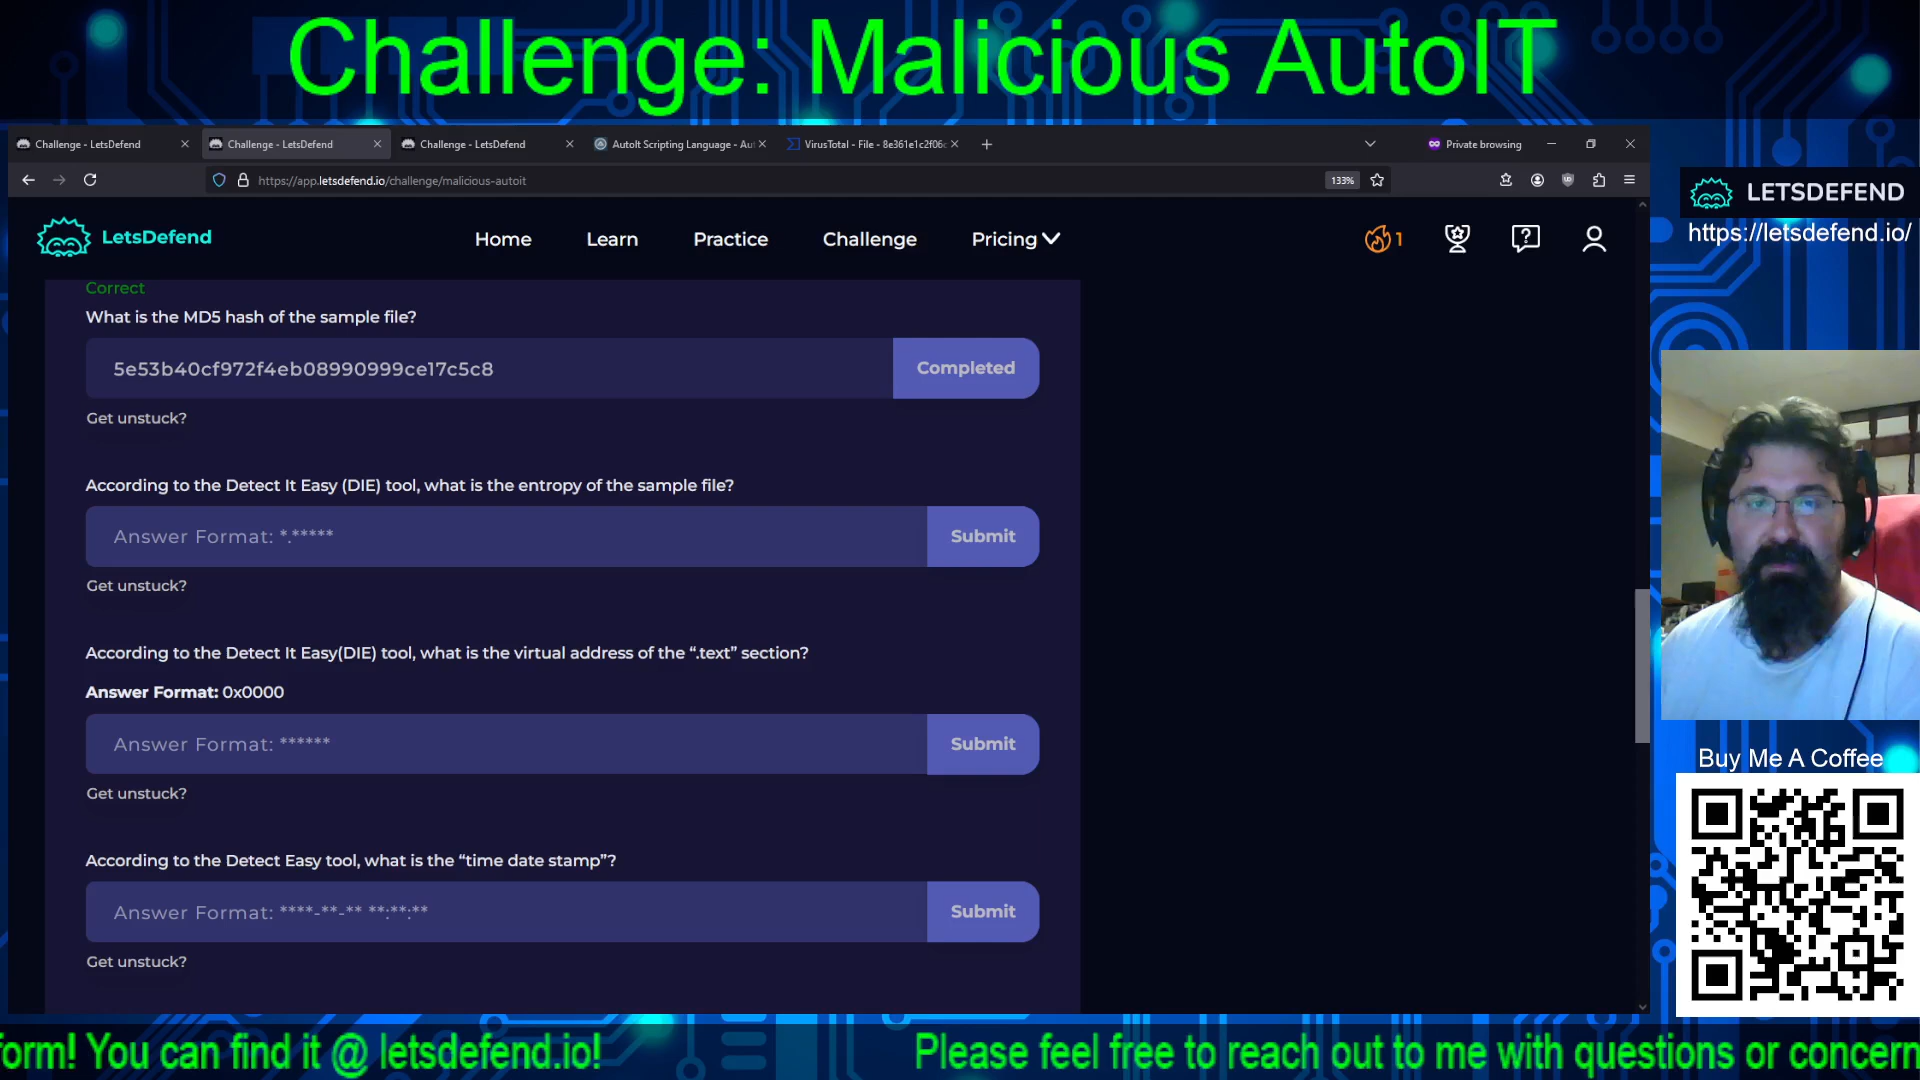 Challenge: Malicious AutoIT
Challenge - LetsDefend
Challenge - LetsDefend
Challenge - LetsDefend
AutoIt Scripting Language - Au
VirusTotal - File - 8e361e1c2f06c
Private browsing
https://app.letsdefend.io/challenge/malicious-autoit
133%
LetsDefend
Home
Learn
Practice
Challenge
Pricing
1
Correct
What is the MD5 hash of the sample file?
5e53b40cf972f4eb08990999ce17c5c8
Completed
Get unstuck?
According to the Detect It Easy (DIE) tool, what is the entropy of the sample file?
Answer Format: *.*****
Submit
Get unstuck?
According to the Detect It Easy(DIE) tool, what is the virtual address of the “.text” section?
Answer Format: 0x0000
Answer Format: ******
Submit
Get unstuck?
According to the Detect Easy tool, what is the “time date stamp”?
Answer Format: ****-**-** **:**:**
Submit
Get unstuck?
LETSDEFEND
https://letsdefend.io/
Buy Me A Coffee
form! You can find it @ letsdefend.io!
Please feel free to reach out to me with questions or concern